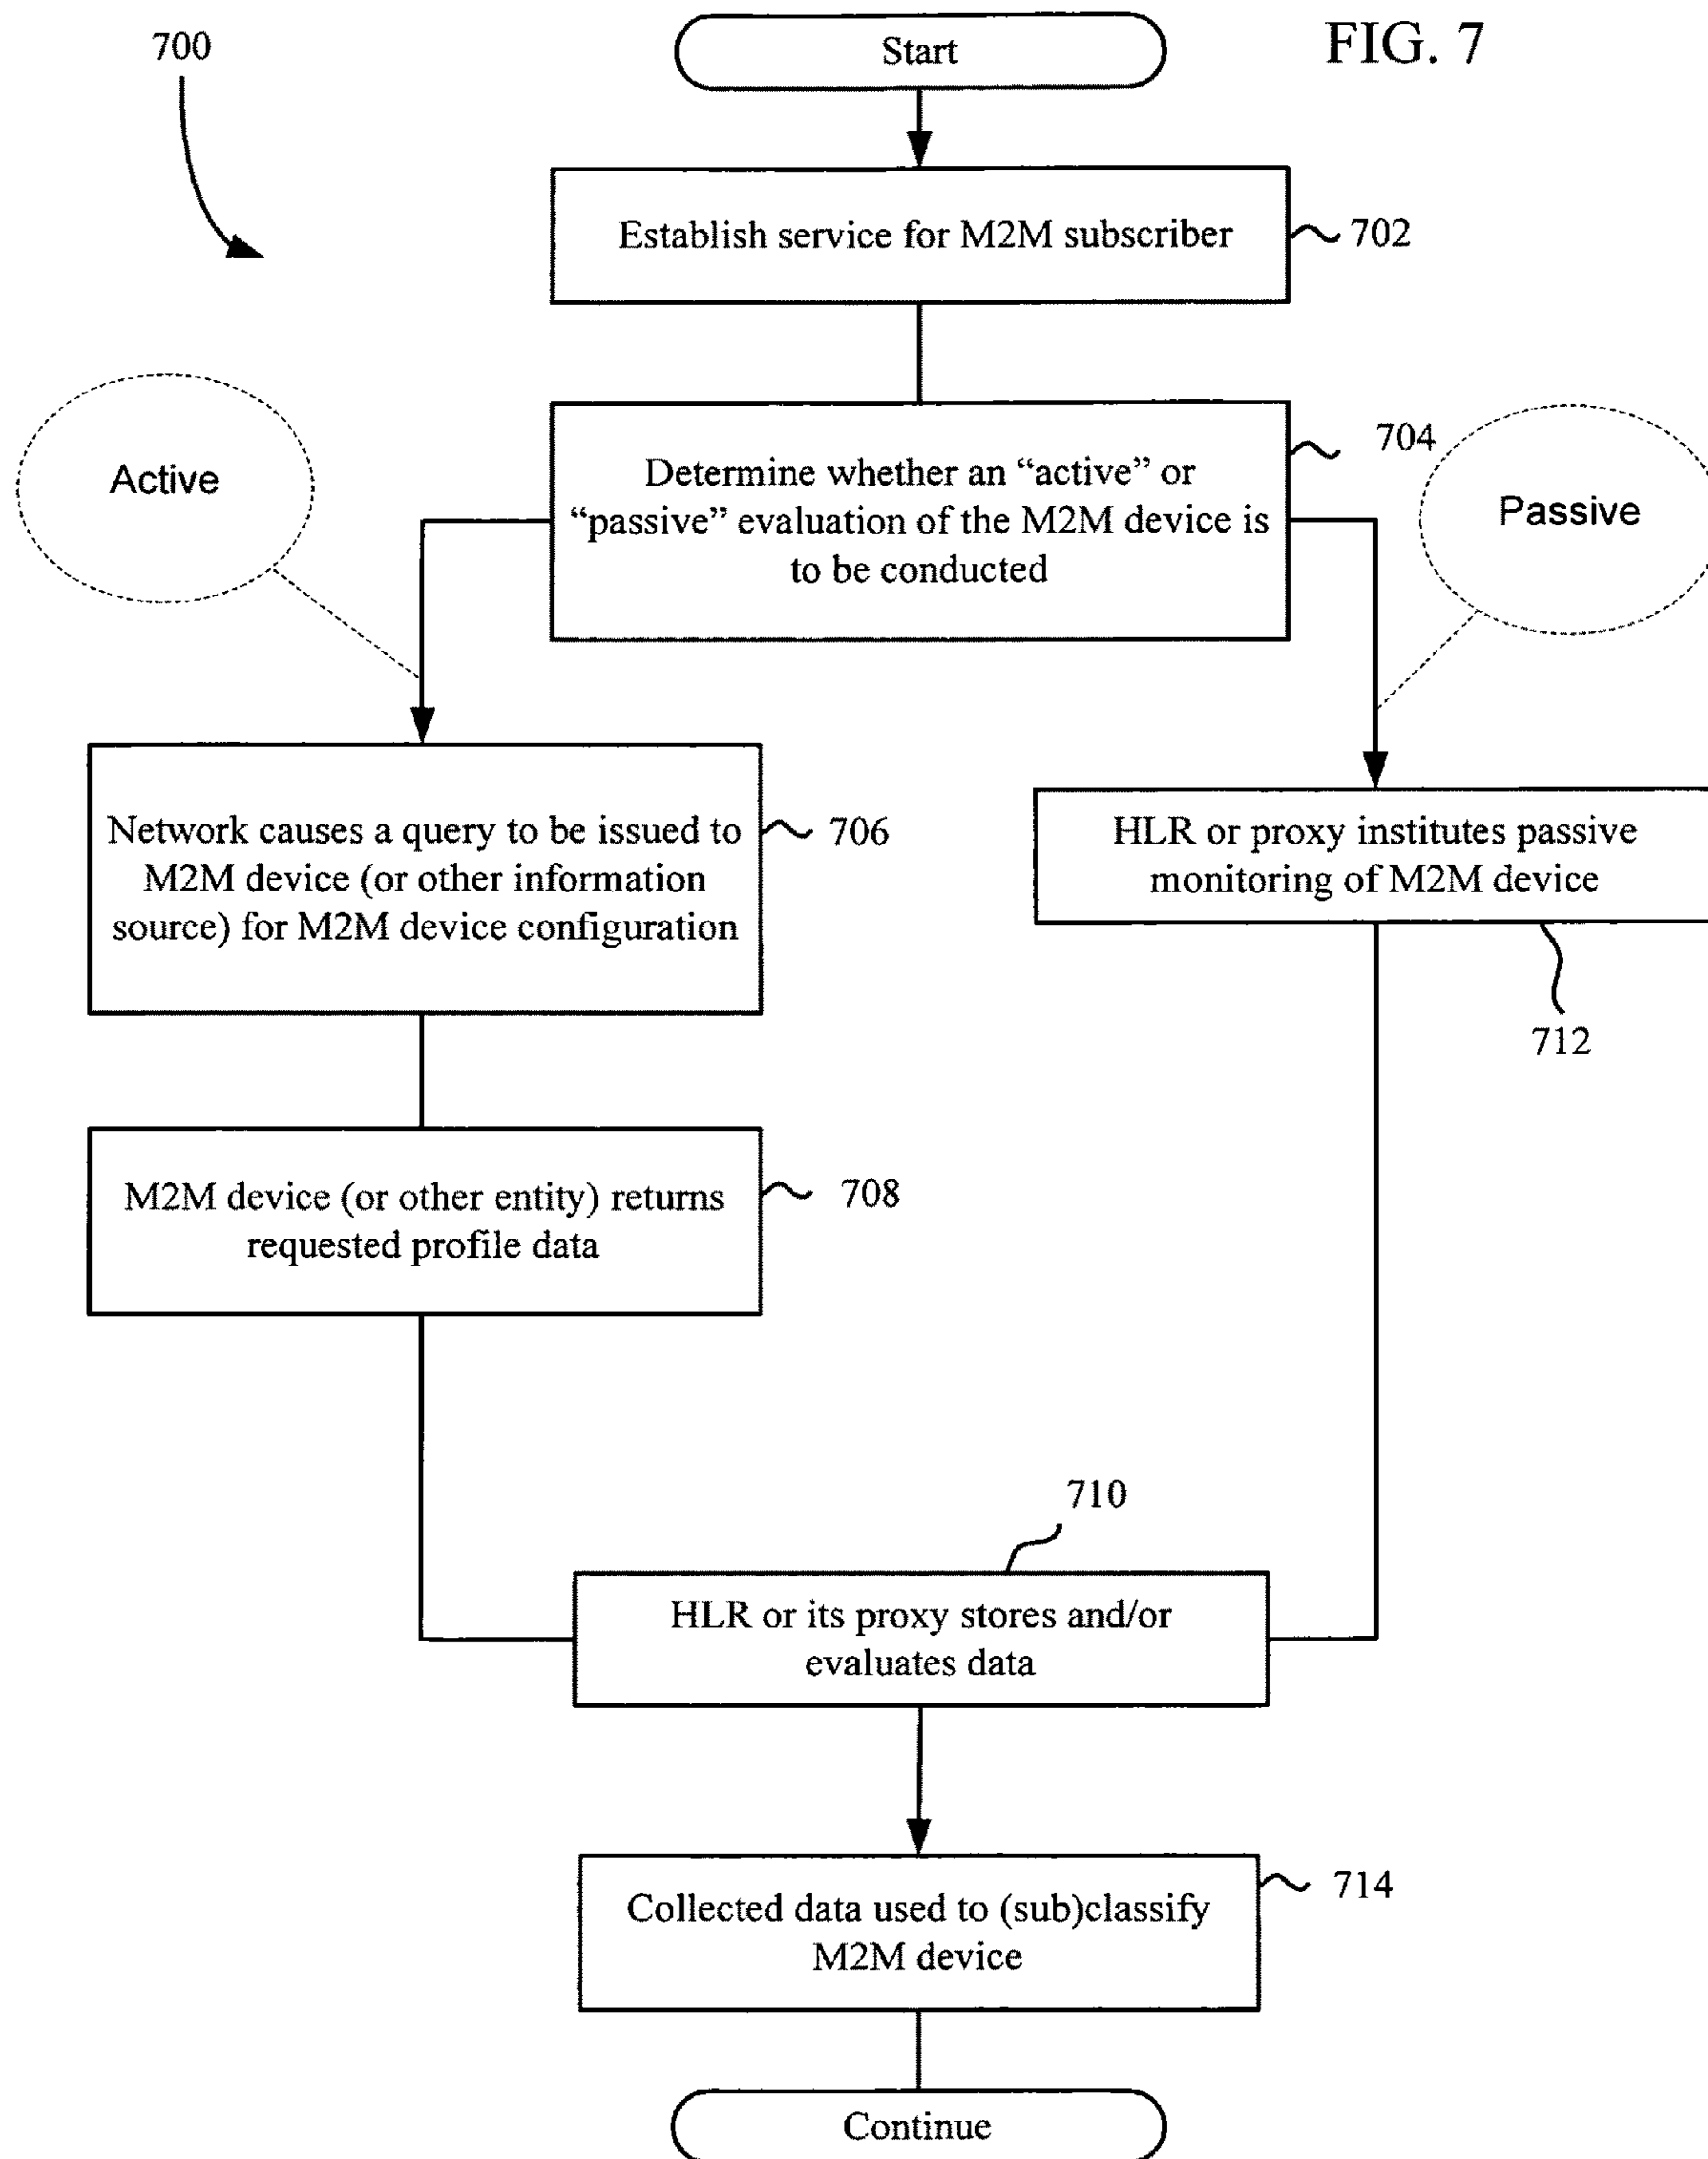 700
Start
FIG. 7
Establish service for M2M subscriber
702
Active
Determine whether an “active” or
“passive” evaluation of the M2M device is
to be conducted
704
Passive
Network causes a query to be issued to
M2M device (or other information
source) for M2M device configuration
706
HLR or proxy institutes passive
monitoring of M2M device
712
M2M device (or other entity) returns
requested profile data
708
710
HLR or its proxy stores and/or
evaluates data
Collected data used to (sub)classify
M2M device
714
Continue